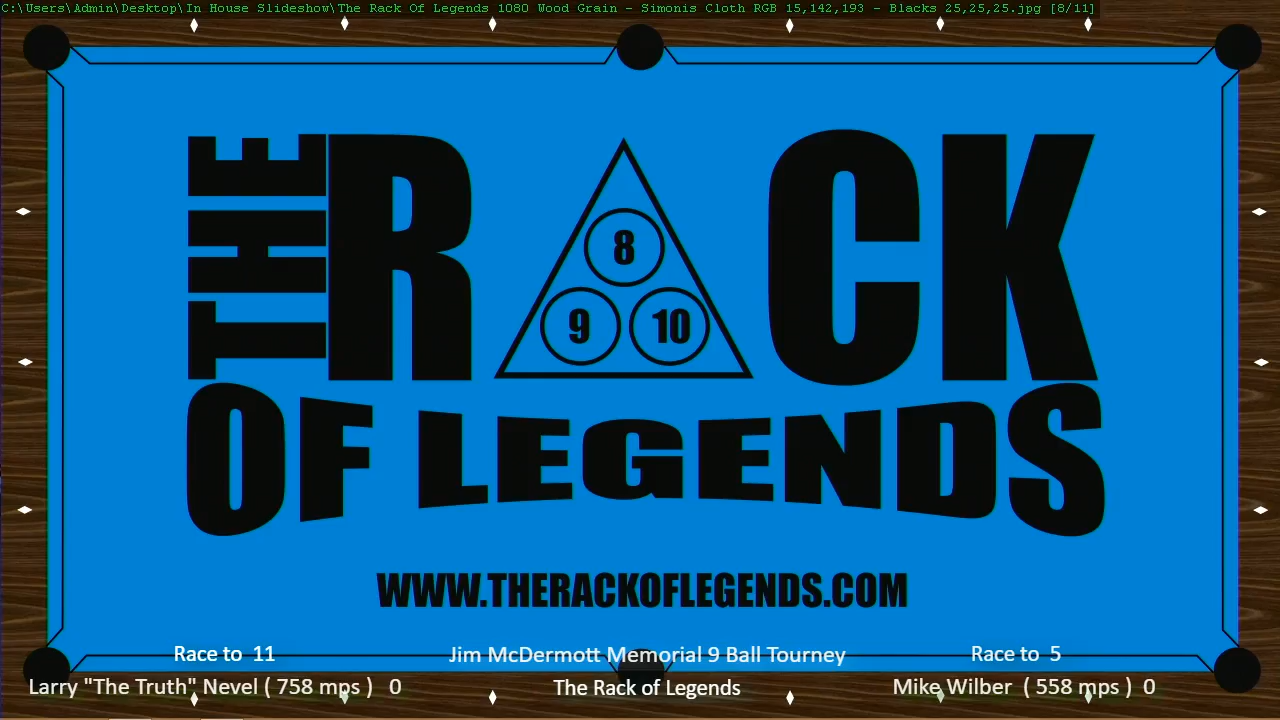 C:\Users\Admin\Desktop\In House Slideshow\The Rack Of Legends 1080 Wood Grain - Simonis Cloth RGB 15,142,193 - Blacks 25,25,25.jpg [8/11]
THE RACK
8
9 10
OF LEGENDS
WWW.THERACKOFLEGENDS.COM
Race to 11 Jim McDermott Memorial 9 Ball Tourney Race to 5
Larry "The Truth" Nevel ( 758 mps ) 0 The Rack of Legends Mike Wilber ( 558 mps ) 0